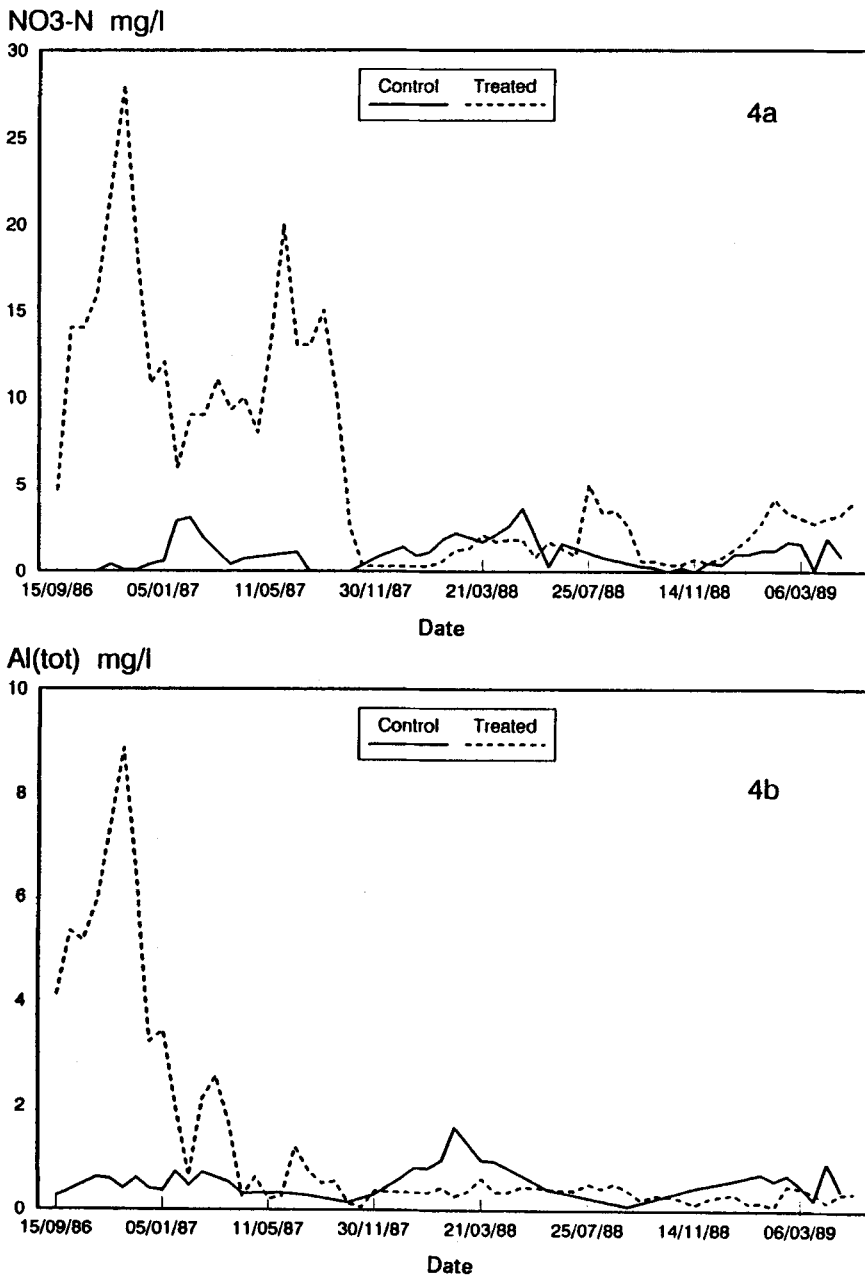 NO3-N mg/l
30
Control Treated
4a
25
20
15
10
5
0
15/09/86 05/01/87 11/05/87 30/11/87 21/03/88 25/07/88 14/11/88 06/03/89
Date
Al(tot) mg/l
10
Control Treated
4b
8
6
4
2
0
15/09/86 05/01/87 11/05/87 30/11/87 21/03/88 25/07/88 14/11/88 06/03/89
Date